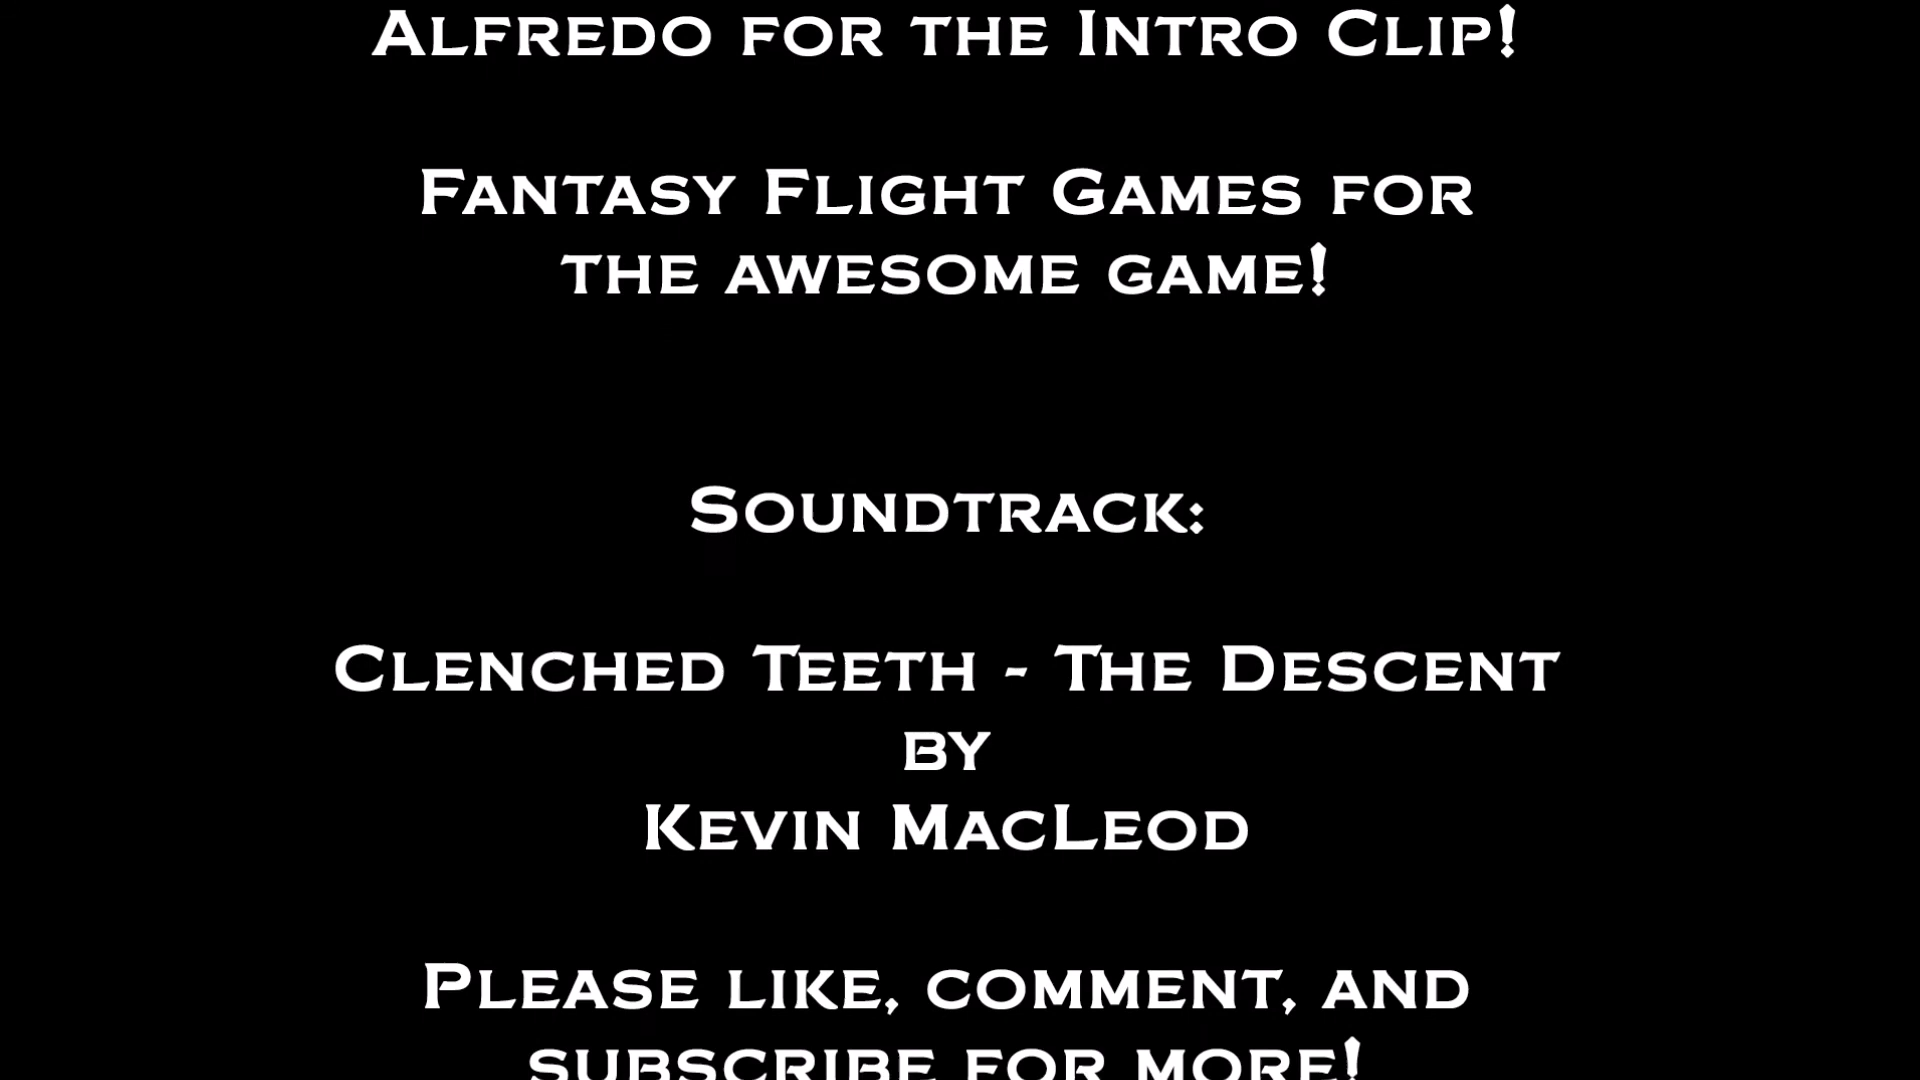 Alfredo for the Intro Clip!
Fantasy Flight Games for
the awesome game!
Soundtrack:
Clenched Teeth - The Descent
by
Kevin MacLeod
Please like, comment, and
subscribe for more!